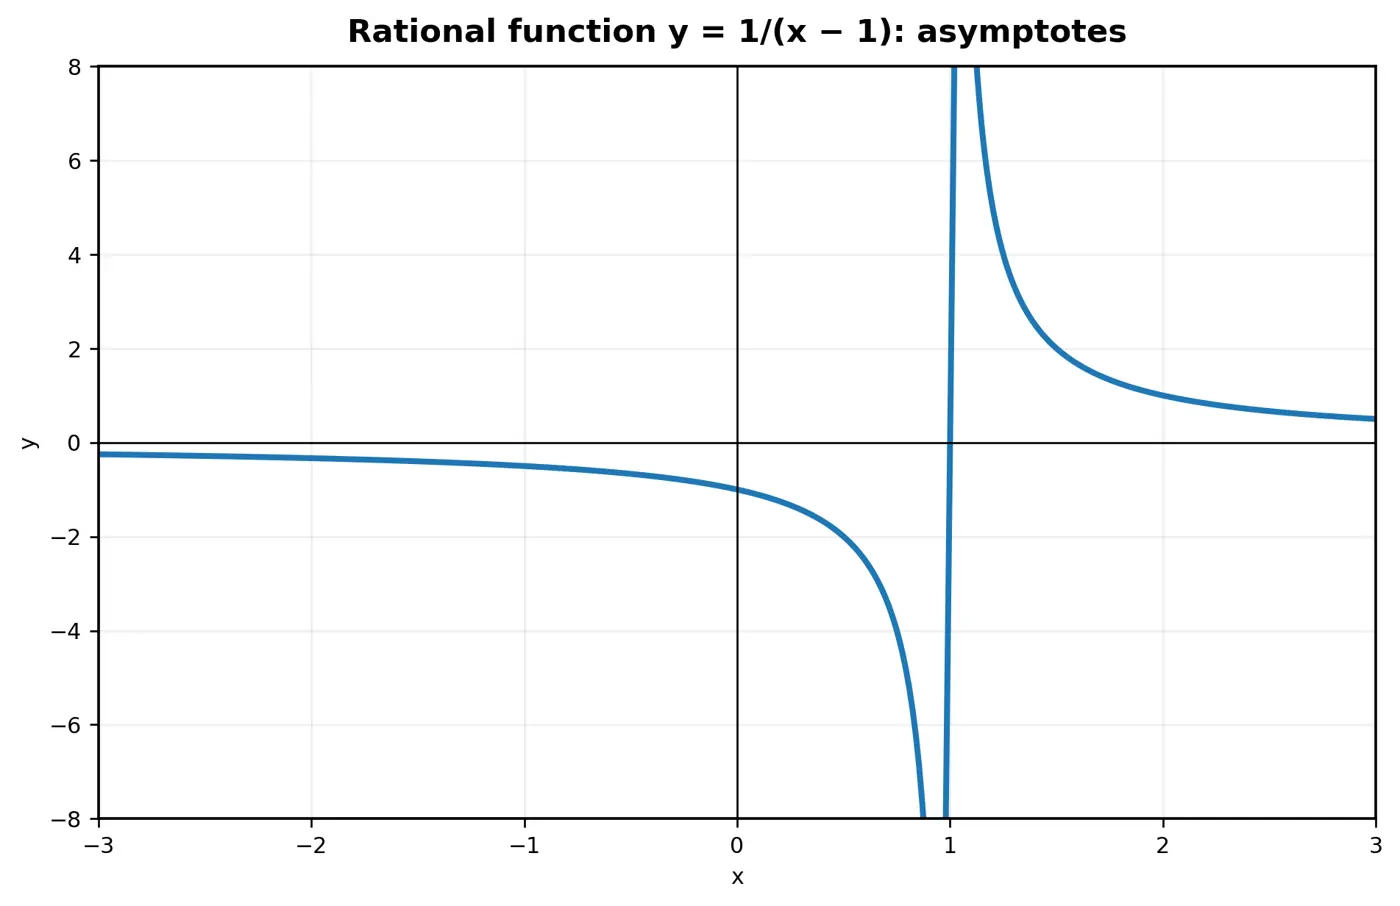 Rational function y = 1/(x − 1): asymptotes
8
6
4
2
0
−2
−4
−6
−8
y
−3 −2 −1 0 1 2 3
x